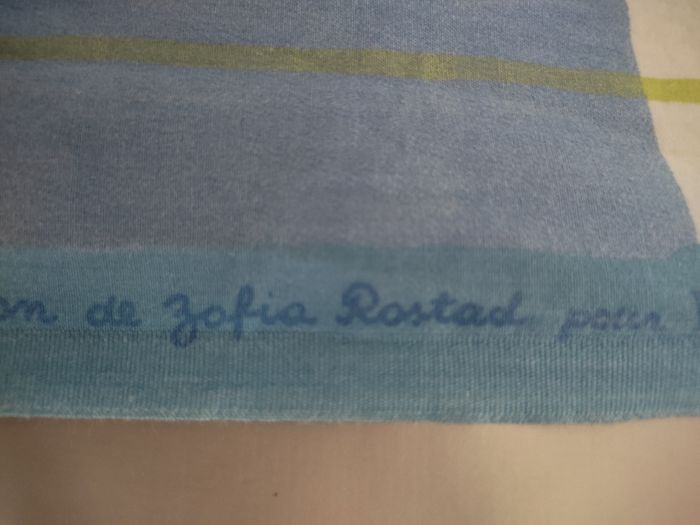 on de Zofia Rostad pour